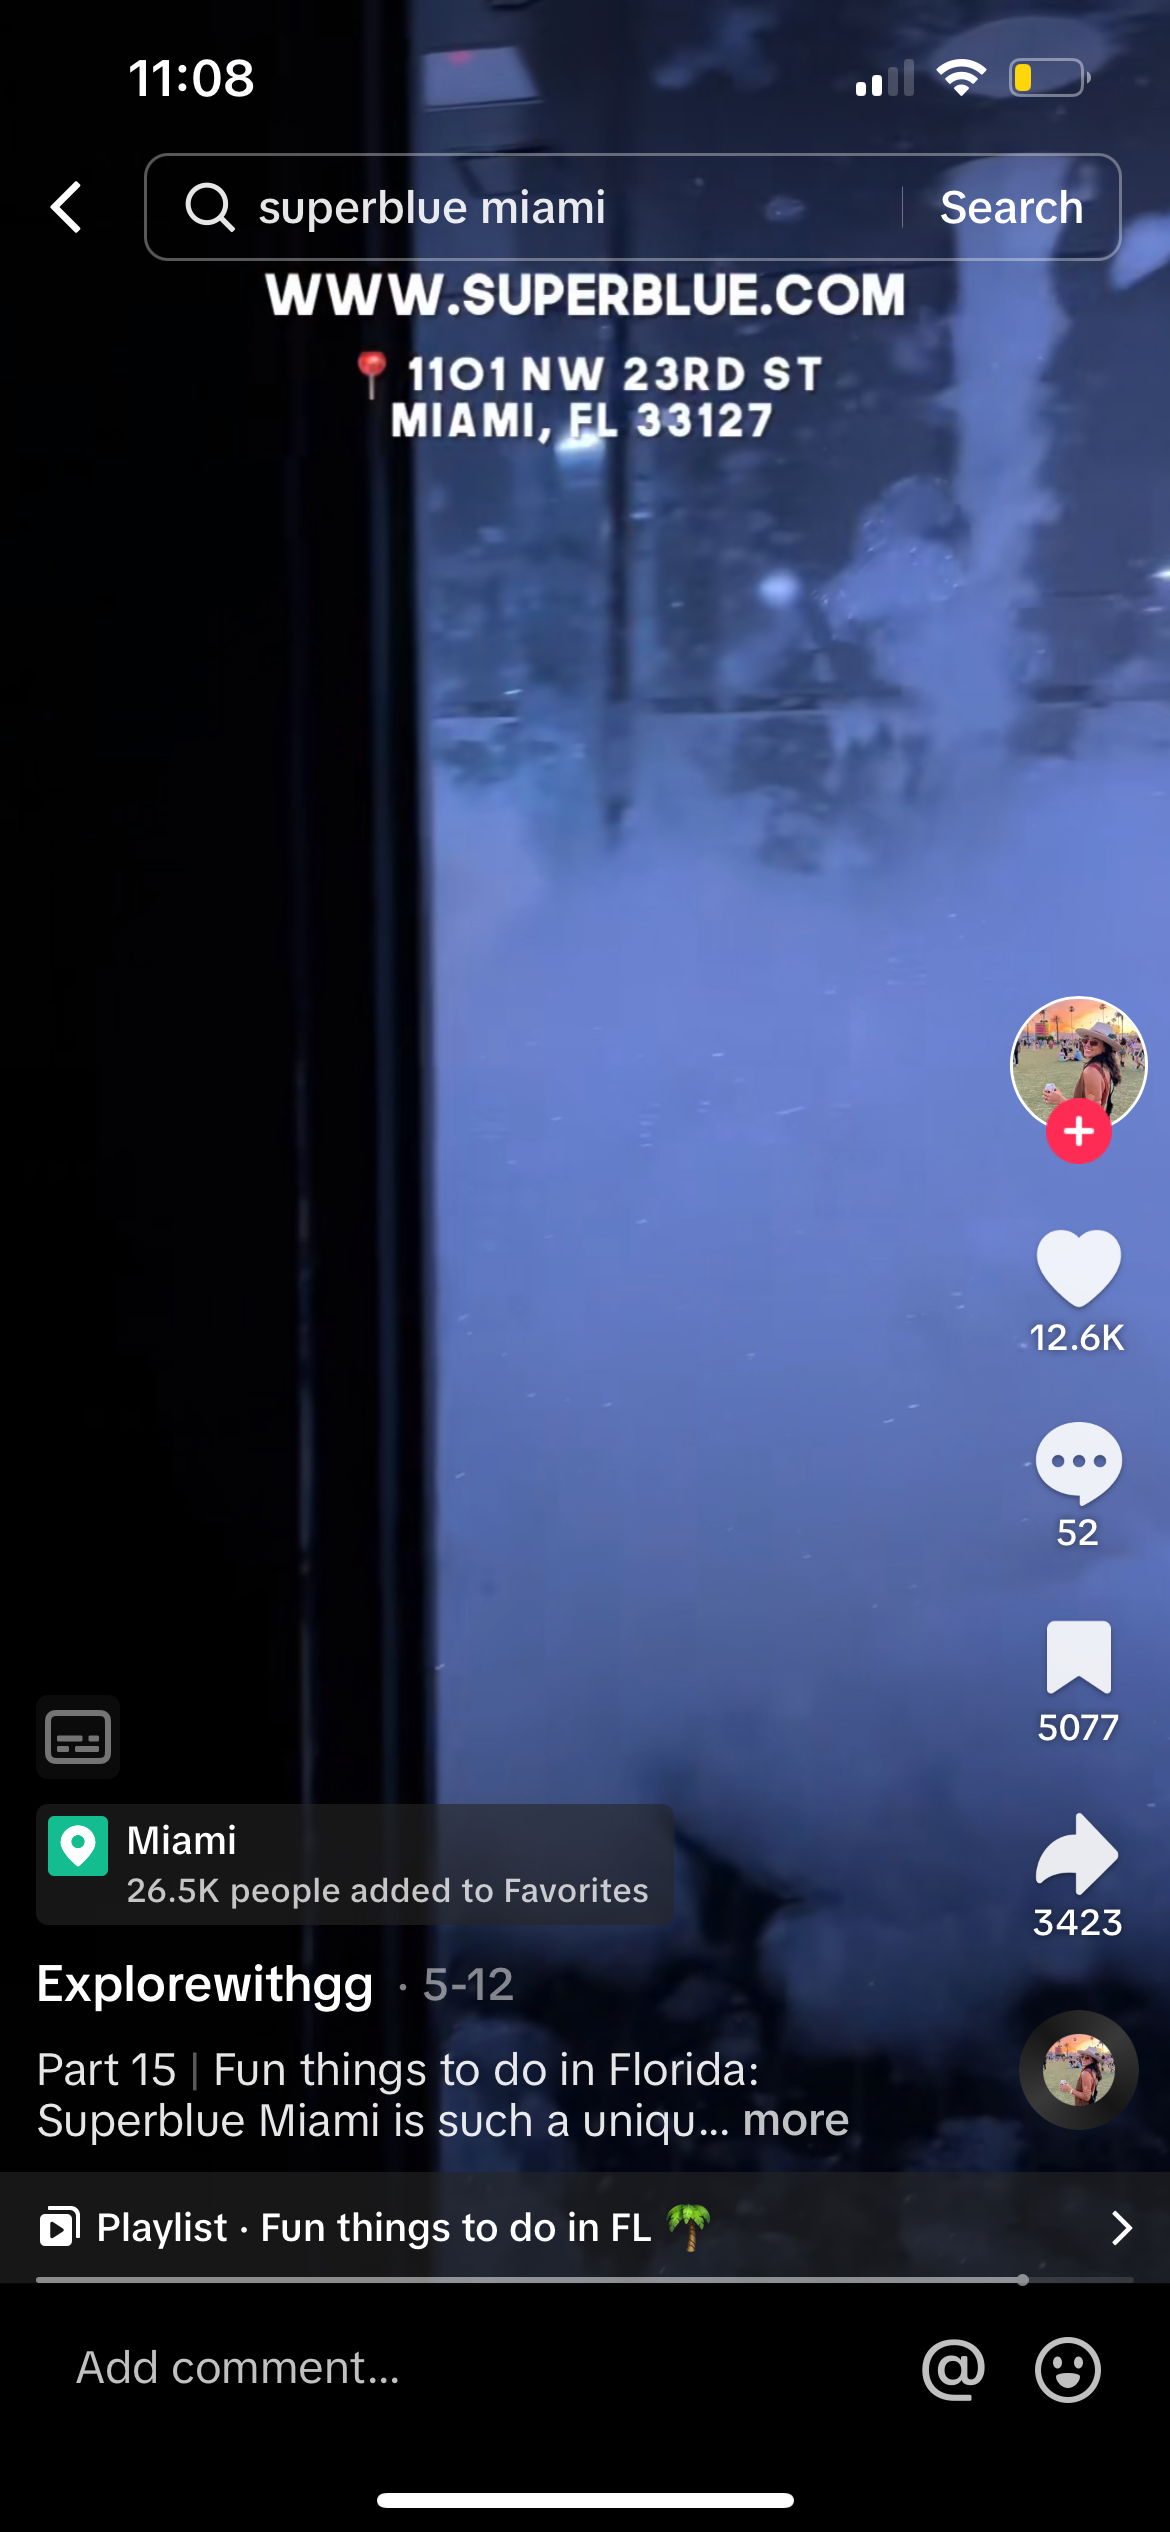 11:08
superblue miami
Search
WWW.SUPERBLUE.COM
📍 1101 NW 23RD ST
MIAMI, FL 33127
12.6K
52
5077
3423
Miami
26.5K people added to Favorites
Explorewithgg · 5-12
Part 15 | Fun things to do in Florida:
Superblue Miami is such a uniqu... more
Playlist · Fun things to do in FL 🌴
Add comment...
@